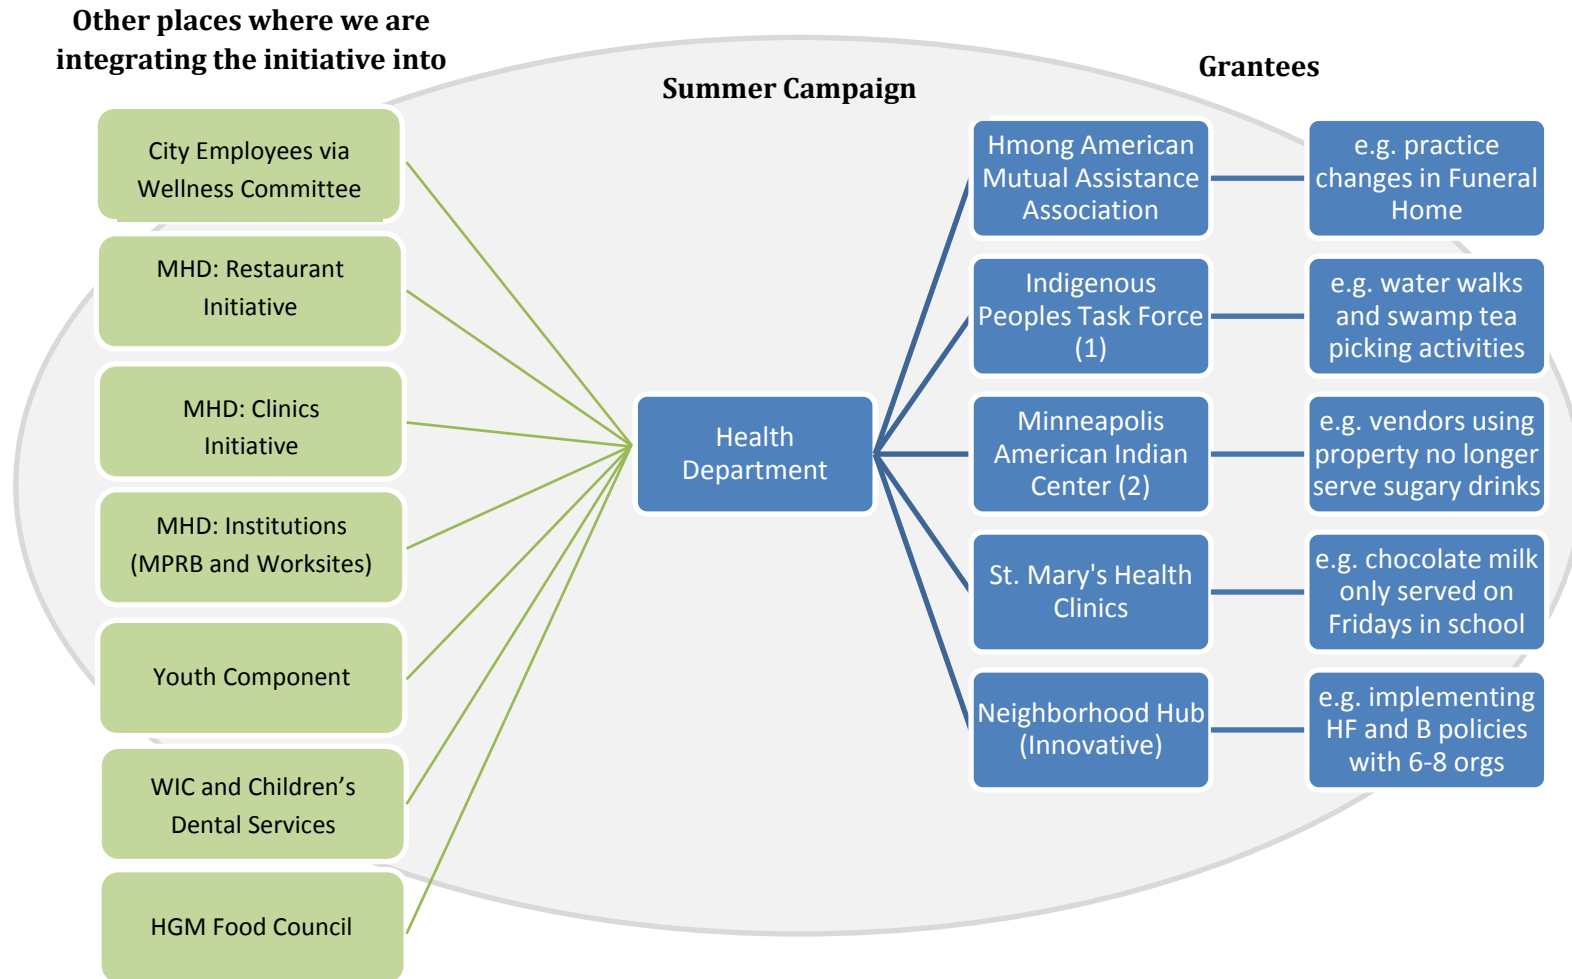 Other places where we are
integrating the initiative into
Summer Campaign
Grantees
City Employees via
Wellness Committee
MHD: Restaurant
Initiative
MHD: Clinics
Initiative
MHD: Institutions
(MPRB and Worksites)
Youth Component
WIC and Children’s
Dental Services
HGM Food Council
Health
Department
Hmong American
Mutual Assistance
Association
e.g. practice
changes in Funeral
Home
Indigenous
Peoples Task Force
(1)
e.g. water walks
and swamp tea
picking activities
Minneapolis
American Indian
Center (2)
e.g. vendors using
property no longer
serve sugary drinks
St. Mary's Health
Clinics
e.g. chocolate milk
only served on
Fridays in school
Neighborhood Hub
(Innovative)
e.g. implementing
HF and B policies
with 6-8 orgs